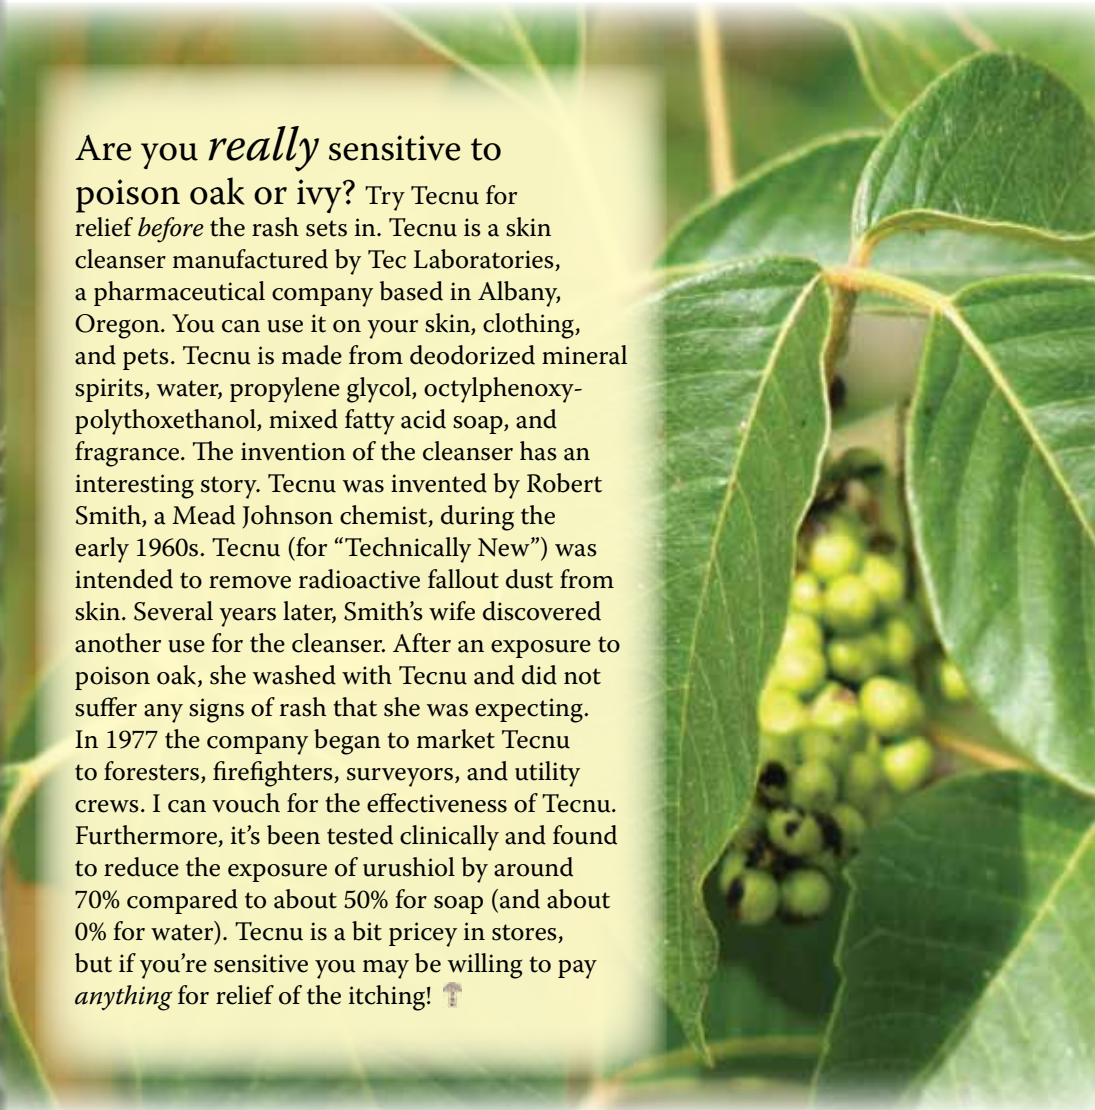 Are you really sensitive to
poison oak or ivy? Try Tecnu for
relief before the rash sets in. Tecnu is a skin
cleanser manufactured by Tec Laboratories,
a pharmaceutical company based in Albany,
Oregon. You can use it on your skin, clothing,
and pets. Tecnu is made from deodorized mineral
spirits, water, propylene glycol, octylphenoxy-
polythoxethanol, mixed fatty acid soap, and
fragrance. The invention of the cleanser has an
interesting story. Tecnu was invented by Robert
Smith, a Mead Johnson chemist, during the
early 1960s. Tecnu (for “Technically New”) was
intended to remove radioactive fallout dust from
skin. Several years later, Smith’s wife discovered
another use for the cleanser. After an exposure to
poison oak, she washed with Tecnu and did not
suffer any signs of rash that she was expecting.
In 1977 the company began to market Tecnu
to foresters, firefighters, surveyors, and utility
crews. I can vouch for the effectiveness of Tecnu.
Furthermore, it’s been tested clinically and found
to reduce the exposure of urushiol by around
70% compared to about 50% for soap (and about
0% for water). Tecnu is a bit pricey in stores,
but if you’re sensitive you may be willing to pay
anything for relief of the itching!